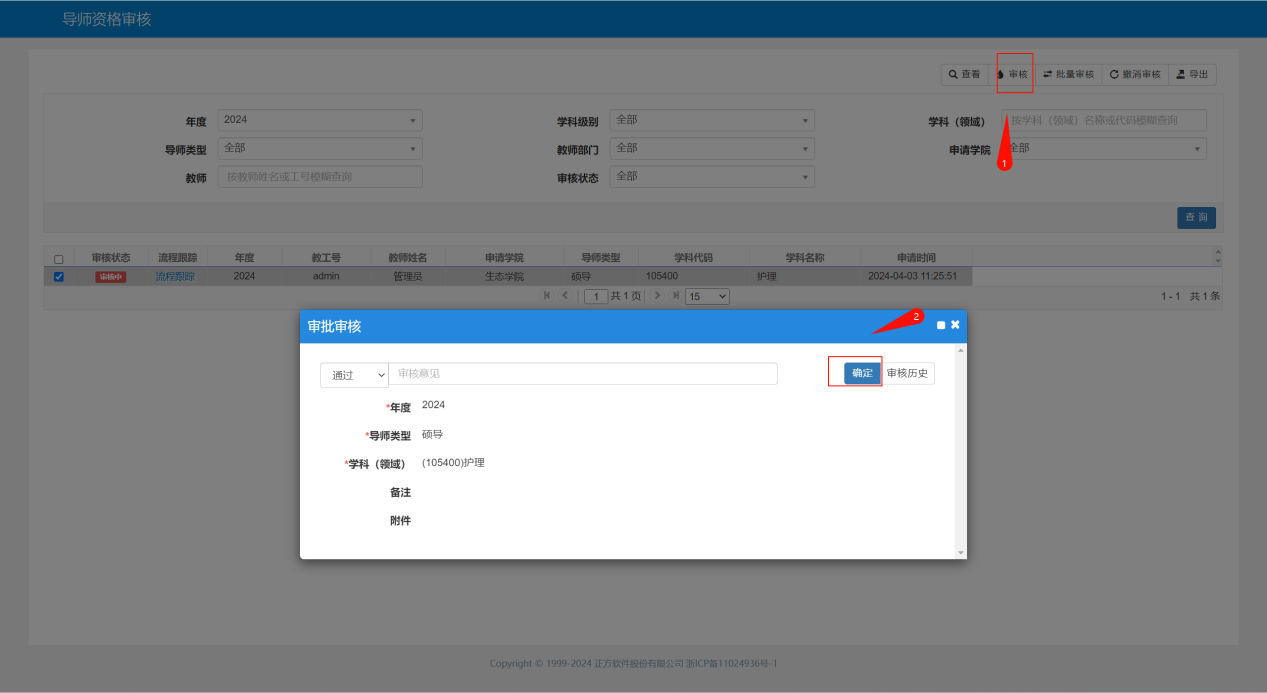 导师资格审核
查看 审核 批量审核 撤消审核 导出
年度 2024 学科级别 全部 学科（领域） 按学科（领域）名称或代码模糊查询
导师类型 全部 教师部门 全部 申请学院 全部
教师 按教师姓名或工号模糊查询 审核状态 全部
1
查 询
审核状态 流程跟踪 年度 教工号 教师姓名 申请学院 导师类型 学科代码 学科名称 申请时间
审核中 流程跟踪 2024 admin 管理员 生态学院 硕导 105400 护理 2024-04-03 11:25:51
1 共 1 页 15 1 - 1 共 1 条
审批审核
2
通过 审核意见 确定 审核历史
*年度 2024
*导师类型 硕导
*学科（领域） (105400)护理
备注
附件
Copyright © 1999-2024 正方软件股份有限公司 浙ICP备11024936号-1